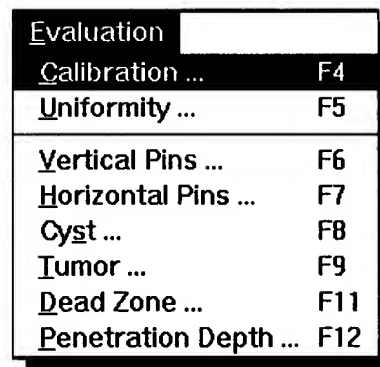 Evaluation
Calibration ... F4
Uniformity ... F5
Vertical Pins ... F6
Horizontal Pins ... F7
Cyst ... F8
Tumor ... F9
Dead Zone ... F11
Penetration Depth ... F12